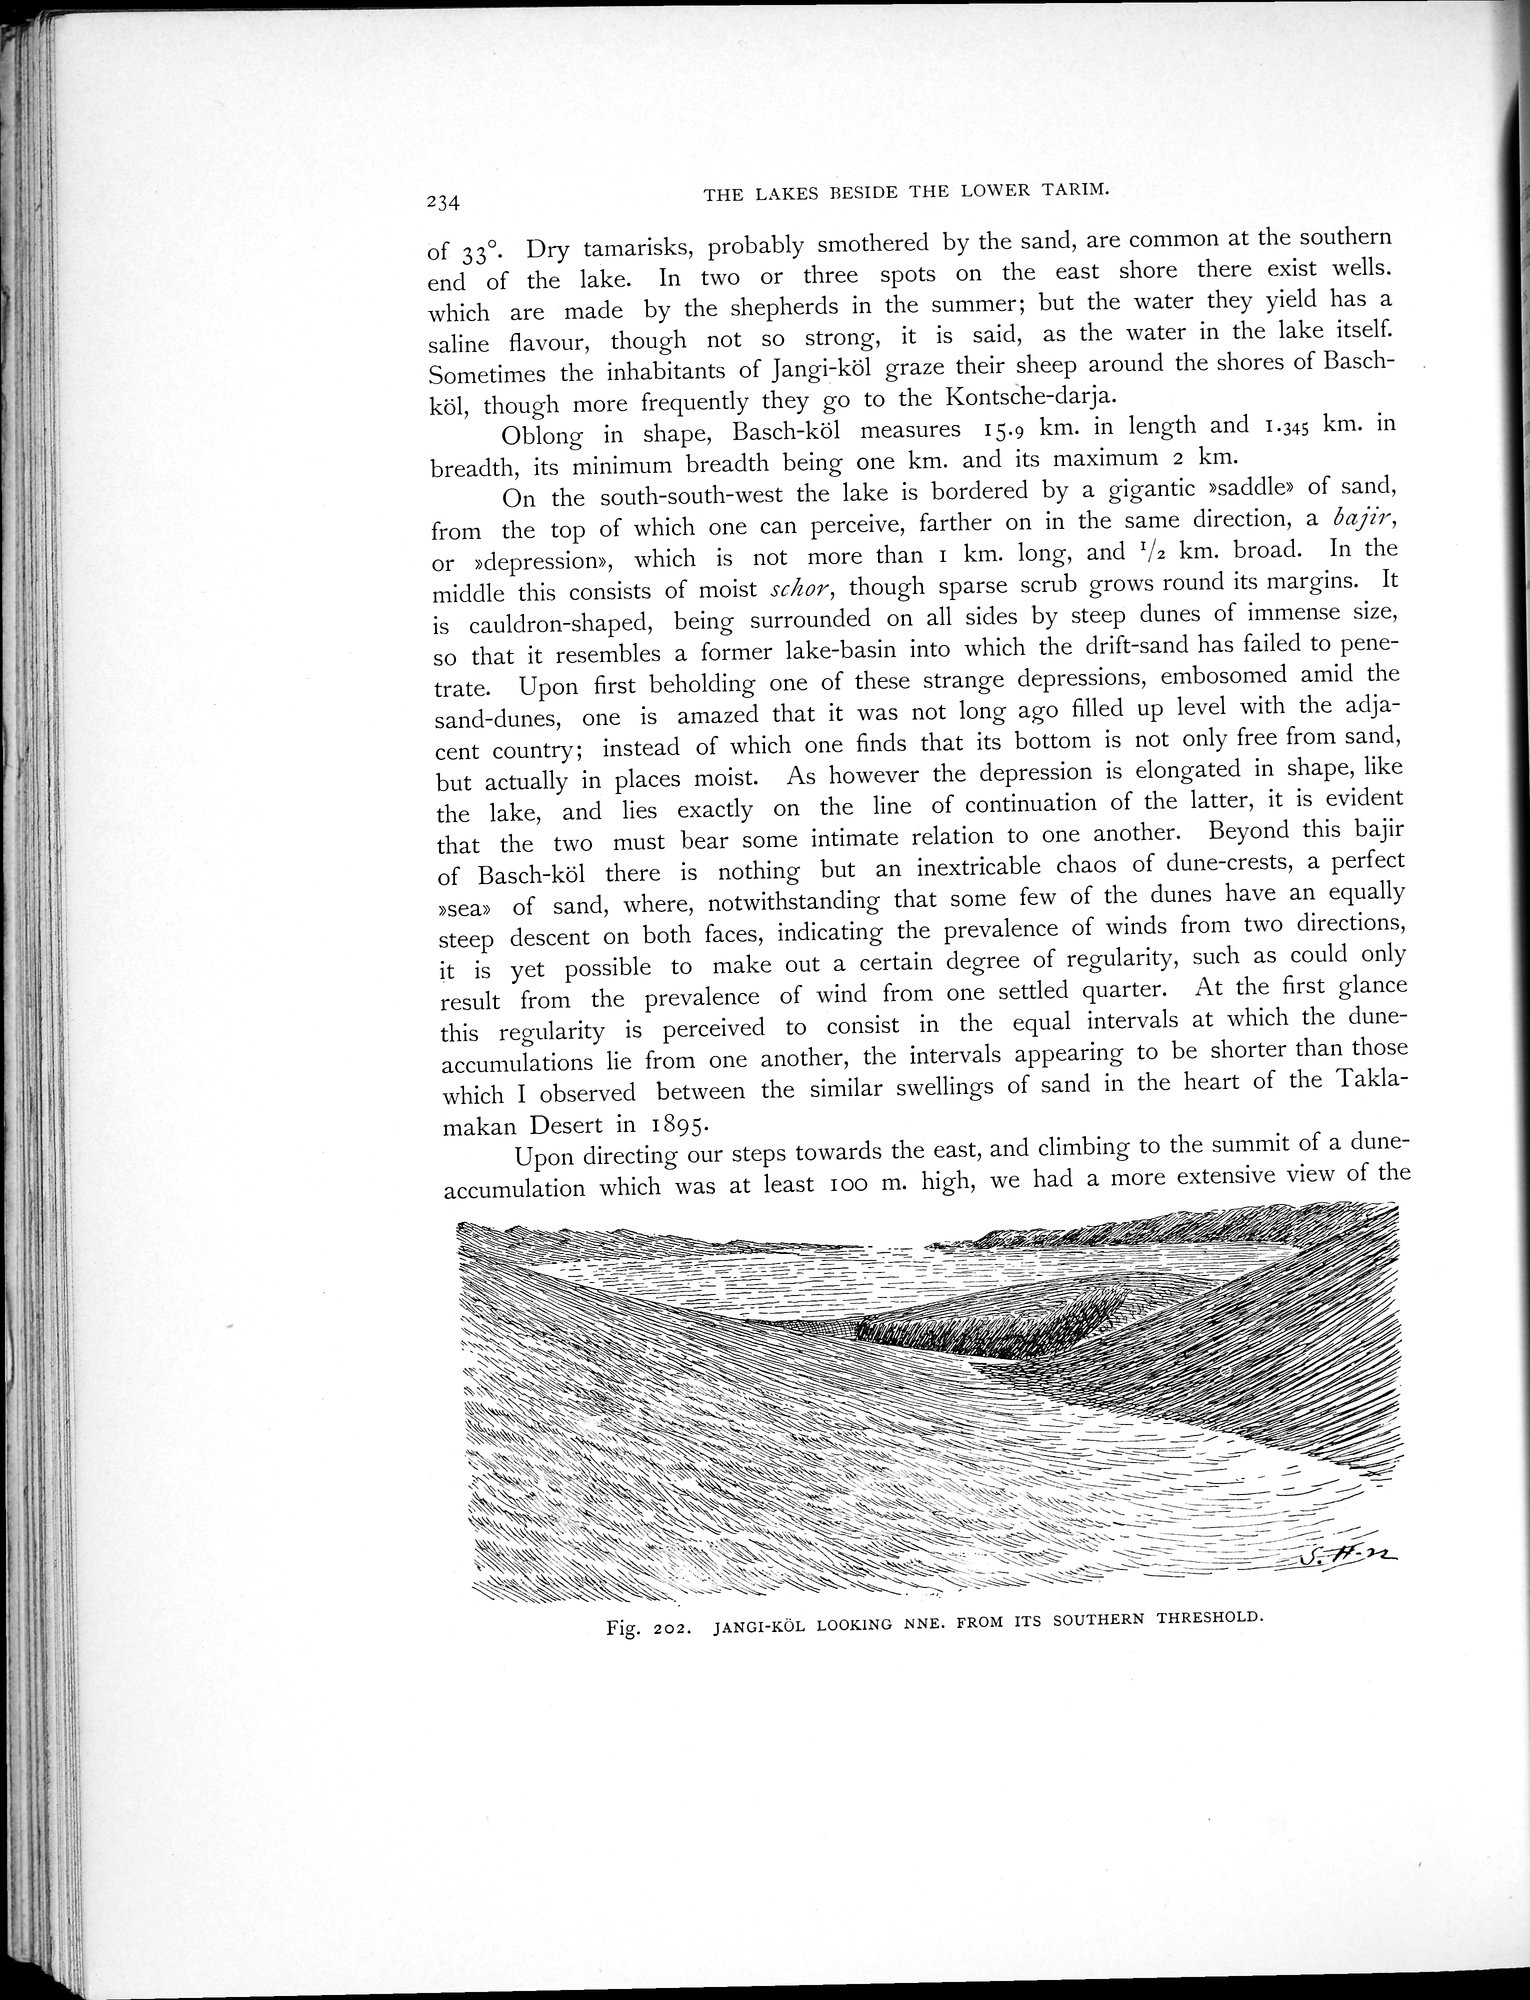 234
THE LAKES BESIDE THE LOWER TARIM.
of 33°. Dry tamarisks, probably smothered by the sand, are common at the southern
end of the lake. In two or three spots on the east shore there exist wells.
which are made by the shepherds in the summer; but the water they yield has a
saline flavour, though not so strong, it is said, as the water in the lake itself.
Sometimes the inhabitants of Jangi-köl graze their sheep around the shores of Basch-
köl, though more frequently they go to the Kontsche-darja.
Oblong in shape, Basch-köl measures 15.9 km. in length and 1.345 km. in
breadth, its minimum breadth being one km. and its maximum 2 km.
On the south-south-west the lake is bordered by a gigantic »saddle» of sand,
from the top of which one can perceive, farther on in the same direction, a bajir,
or »depression», which is not more than 1 km. long, and 1/2 km. broad. In the
middle this consists of moist schor, though sparse scrub grows round its margins. It
is cauldron-shaped, being surrounded on all sides by steep dunes of immense size,
so that it resembles a former lake-basin into which the drift-sand has failed to pene-
trate. Upon first beholding one of these strange depressions, embosomed amid the
sand-dunes, one is amazed that it was not long ago filled up level with the adja-
cent country; instead of which one finds that its bottom is not only free from sand,
but actually in places moist. As however the depression is elongated in shape, like
the lake, and lies exactly on the line of continuation of the latter, it is evident
that the two must bear some intimate relation to one another. Beyond this bajir
of Basch-köl there is nothing but an inextricable chaos of dune-crests, a perfect
»sea» of sand, where, notwithstanding that some few of the dunes have an equally
steep descent on both faces, indicating the prevalence of winds from two directions,
it is yet possible to make out a certain degree of regularity, such as could only
result from the prevalence of wind from one settled quarter. At the first glance
this regularity is perceived to consist in the equal intervals at which the dune-
accumulations lie from one another, the intervals appearing to be shorter than those
which I observed between the similar swellings of sand in the heart of the Takla-
makan Desert in 1895.
Upon directing our steps towards the east, and climbing to the summit of a dune-
accumulation which was at least 100 m. high, we had a more extensive view of the
S. H-n
Fig. 202. JANGI-KÖL LOOKING NNE. FROM ITS SOUTHERN THRESHOLD.